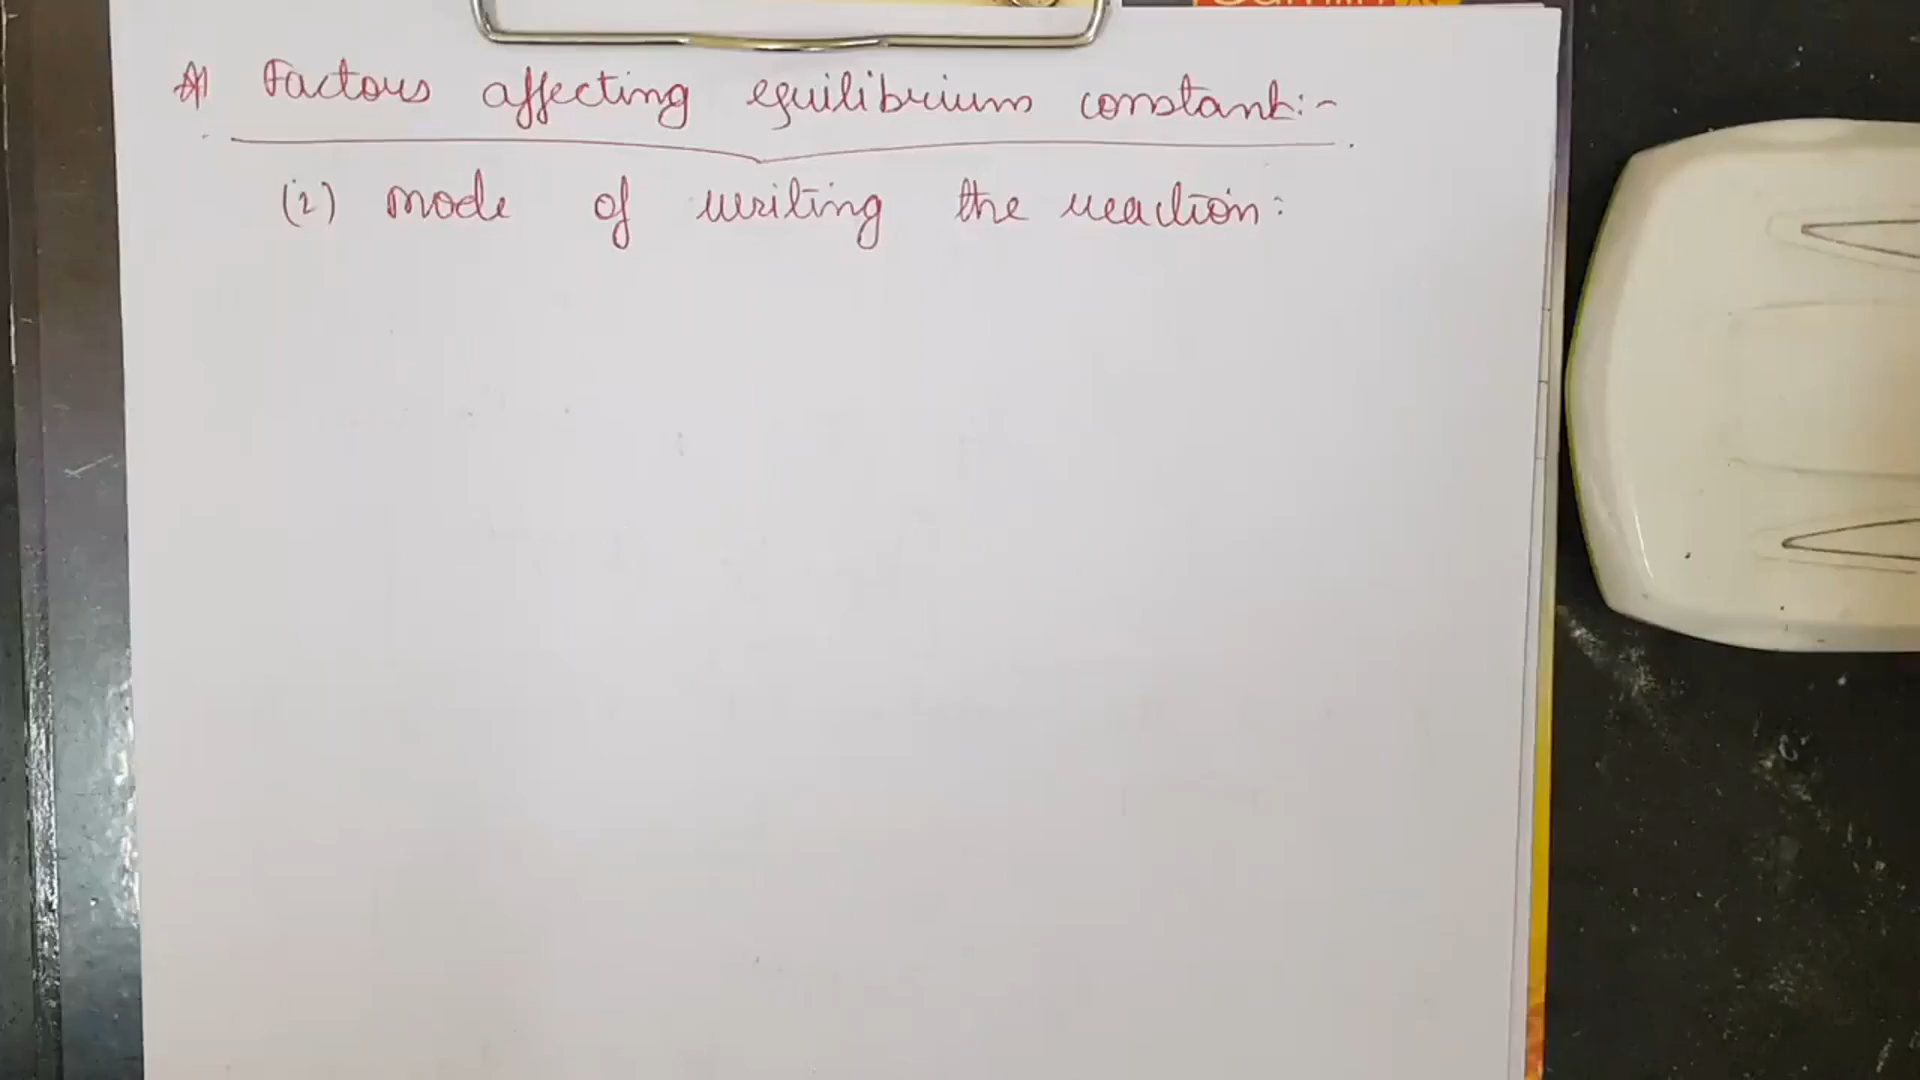 Factors affecting equilibrium constant:-
(i) mode of writing the reaction: